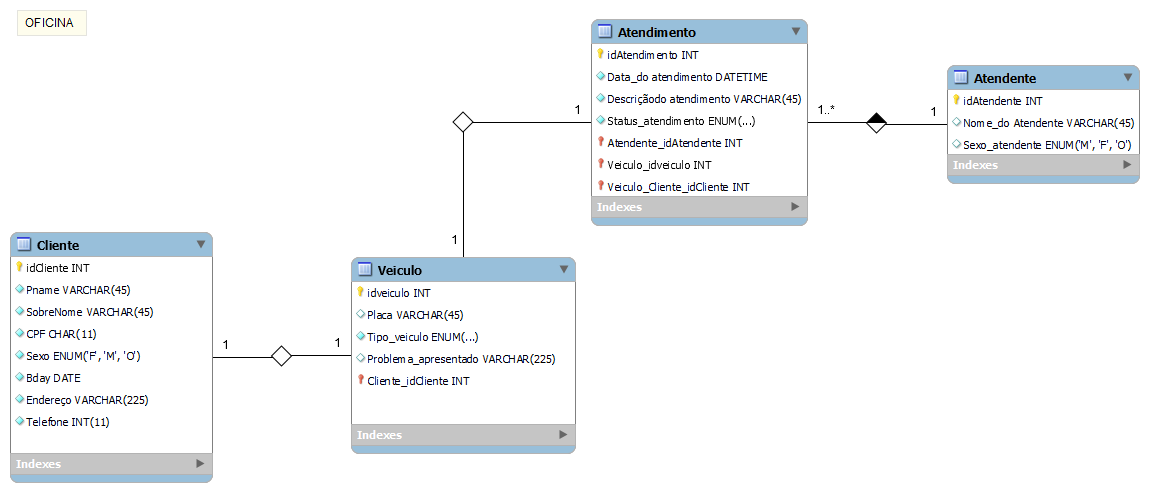 OFICINA
Atendimento
idAtendimento INT
Data_do atendimento DATETIME
Descriçãodo atendimento VARCHAR(45)
Status_atendimento ENUM(...)
Atendente_idAtendente INT
Veiculo_idveiculo INT
Veiculo_Cliente_idCliente INT
Indexes
1
1..*
1
Atendente
idAtendente INT
Nome_do Atendente VARCHAR(45)
Sexo_atendente ENUM('M', 'F', 'O')
Indexes
Cliente
idCliente INT
Pname VARCHAR(45)
SobreNome VARCHAR(45)
CPF CHAR(11)
Sexo ENUM('F', 'M', 'O')
Bday DATE
Endereço VARCHAR(225)
Telefone INT(11)
Indexes
1
1
1
Veiculo
idveiculo INT
Placa VARCHAR(45)
Tipo_veiculo ENUM(...)
Problema_apresentado VARCHAR(225)
Cliente_idCliente INT
Indexes